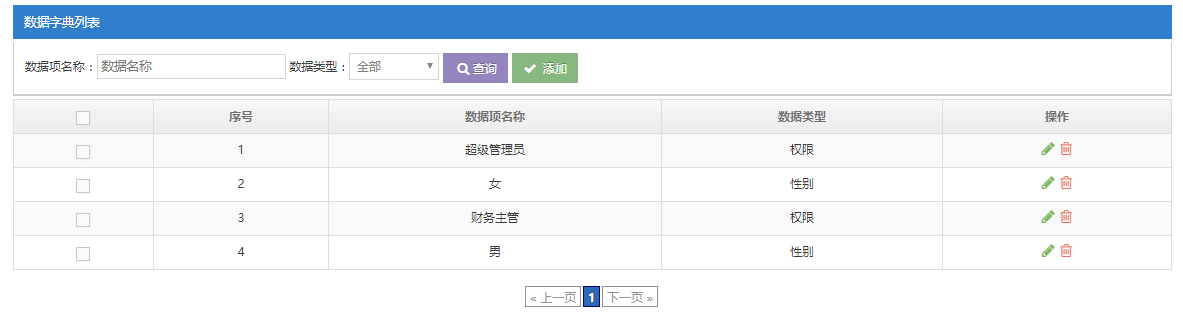 数据字典列表
数据项名称： 数据名称 数据类型： 全部 查询 添加
序号 数据项名称 数据类型 操作
1 超级管理员 权限
2 女 性别
3 财务主管 权限
4 男 性别
« 上一页 1 下一页 »